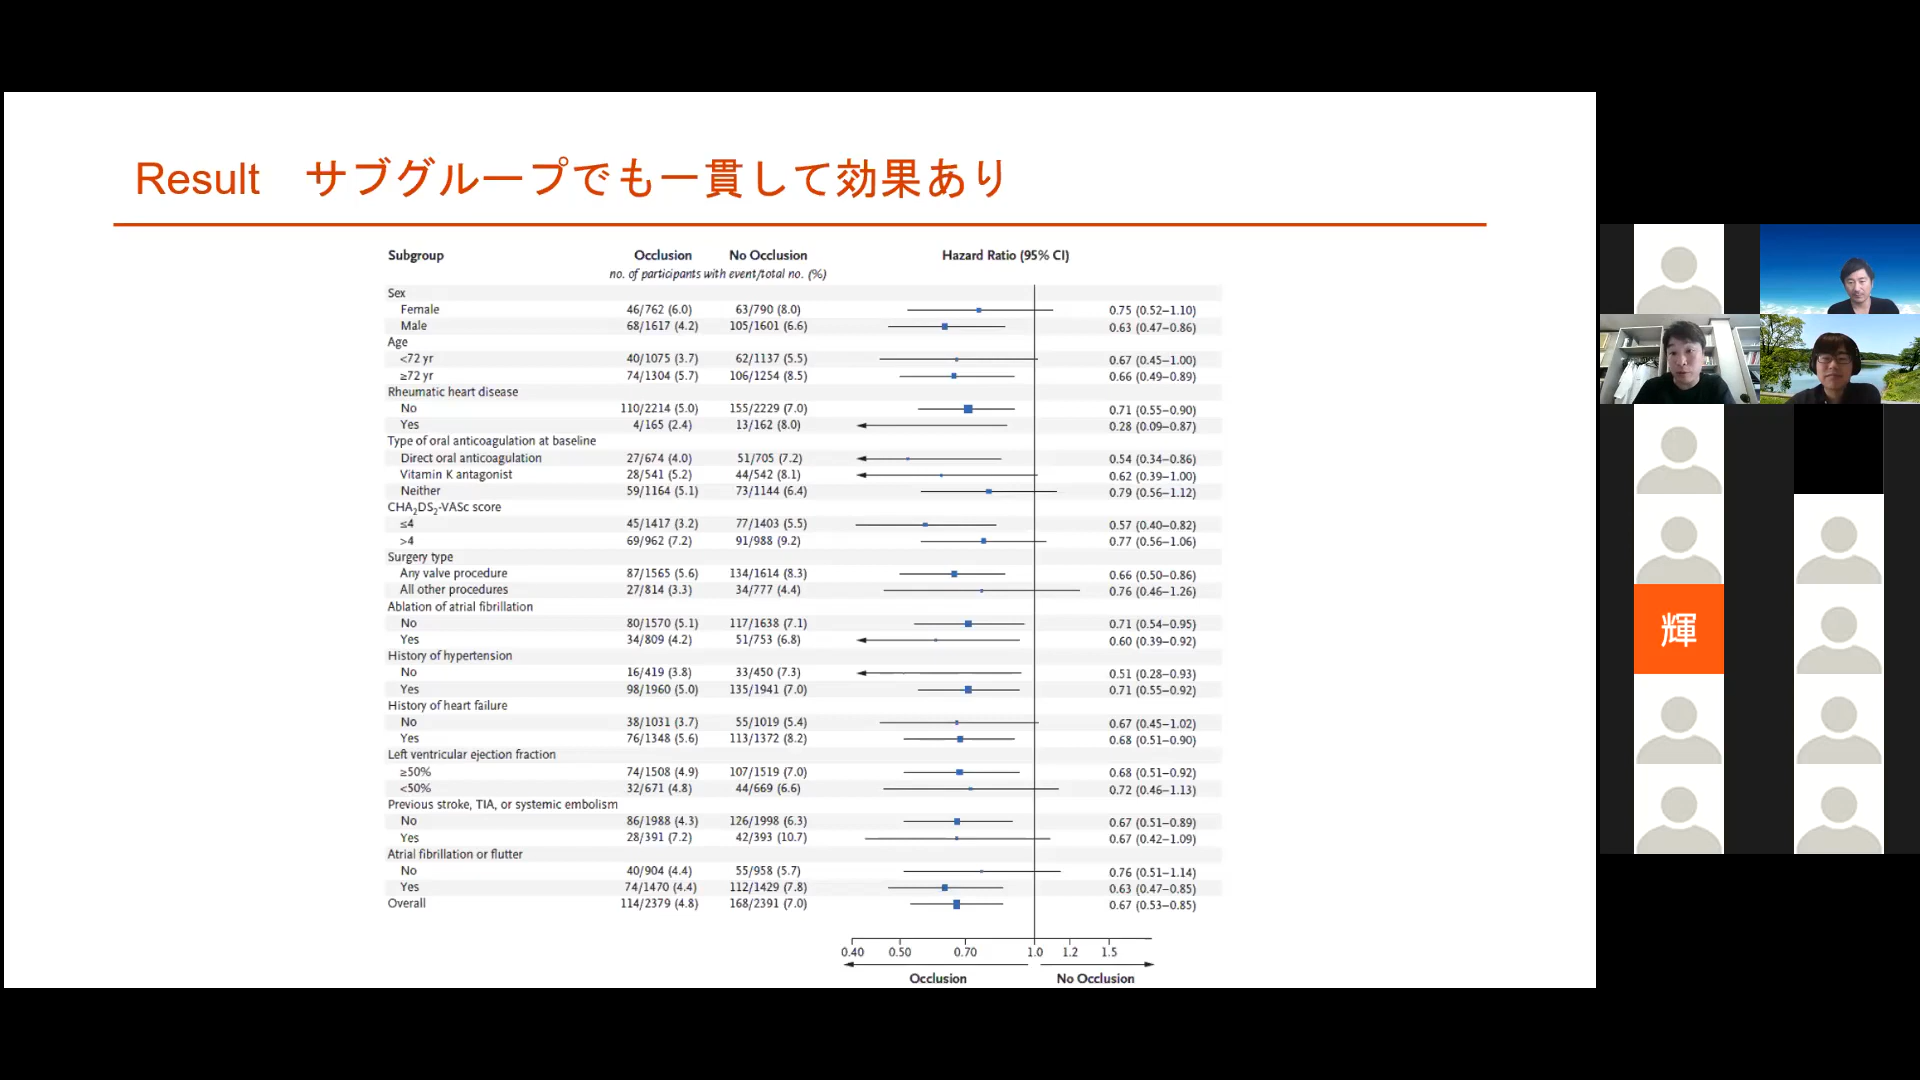 Result　サブグループでも一貫して効果あり
Subgroup Occlusion No Occlusion Hazard Ratio (95% CI)
no. of participants with event/total no. (%)
Sex
Female 46/762 (6.0) 63/790 (8.0) 0.75 (0.52–1.10)
Male 68/1617 (4.2) 105/1601 (6.6) 0.63 (0.47–0.86)
Age
<72 yr 40/1075 (3.7) 62/1137 (5.5) 0.67 (0.45–1.00)
≥72 yr 74/1304 (5.7) 106/1254 (8.5) 0.66 (0.49–0.89)
Rheumatic heart disease
No 110/2214 (5.0) 155/2229 (7.0) 0.71 (0.55–0.90)
Yes 4/165 (2.4) 13/162 (8.0) 0.28 (0.09–0.87)
Type of oral anticoagulation at baseline
Direct oral anticoagulation 27/674 (4.0) 51/705 (7.2) 0.54 (0.34–0.86)
Vitamin K antagonist 28/541 (5.2) 44/542 (8.1) 0.62 (0.39–1.00)
Neither 59/1164 (5.1) 73/1144 (6.4) 0.79 (0.56–1.12)
CHA₂DS₂-VASc score
≤4 45/1417 (3.2) 77/1403 (5.5) 0.57 (0.40–0.82)
>4 69/962 (7.2) 91/988 (9.2) 0.77 (0.56–1.06)
Surgery type
Any valve procedure 87/1565 (5.6) 134/1614 (8.3) 0.66 (0.50–0.86)
All other procedures 27/814 (3.3) 34/777 (4.4) 0.76 (0.46–1.26)
Ablation of atrial fibrillation
No 80/1570 (5.1) 117/1638 (7.1) 0.71 (0.54–0.95)
Yes 34/809 (4.2) 51/753 (6.8) 0.60 (0.39–0.92)
History of hypertension
No 16/419 (3.8) 33/450 (7.3) 0.51 (0.28–0.93)
Yes 98/1960 (5.0) 135/1941 (7.0) 0.71 (0.55–0.92)
History of heart failure
No 38/1031 (3.7) 55/1019 (5.4) 0.67 (0.45–1.02)
Yes 76/1348 (5.6) 113/1372 (8.2) 0.68 (0.51–0.90)
Left ventricular ejection fraction
≥50% 74/1508 (4.9) 107/1519 (7.0) 0.68 (0.51–0.92)
<50% 32/671 (4.8) 44/669 (6.6) 0.72 (0.46–1.13)
Previous stroke, TIA, or systemic embolism
No 86/1988 (4.3) 126/1998 (6.3) 0.67 (0.51–0.89)
Yes 28/391 (7.2) 42/393 (10.7) 0.67 (0.42–1.09)
Atrial fibrillation or flutter
No 40/904 (4.4) 55/958 (5.7) 0.76 (0.51–1.14)
Yes 74/1470 (4.4) 112/1429 (7.8) 0.63 (0.47–0.85)
Overall 114/2379 (4.8) 168/2391 (7.0) 0.67 (0.53–0.85)
0.40 0.50 0.70 1.0 1.2 1.5
Occlusion No Occlusion
輝